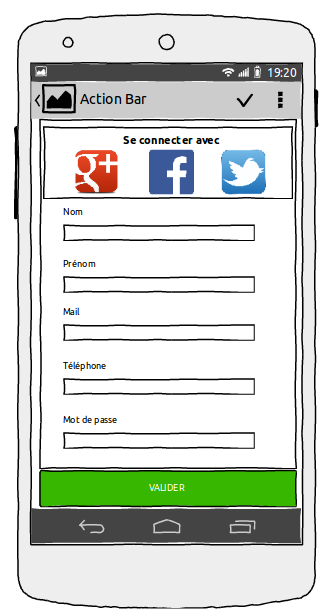 19:20
Action Bar
Se connecter avec
g+
f
Nom
Prénom
Mail
Téléphone
Mot de passe
VALIDER